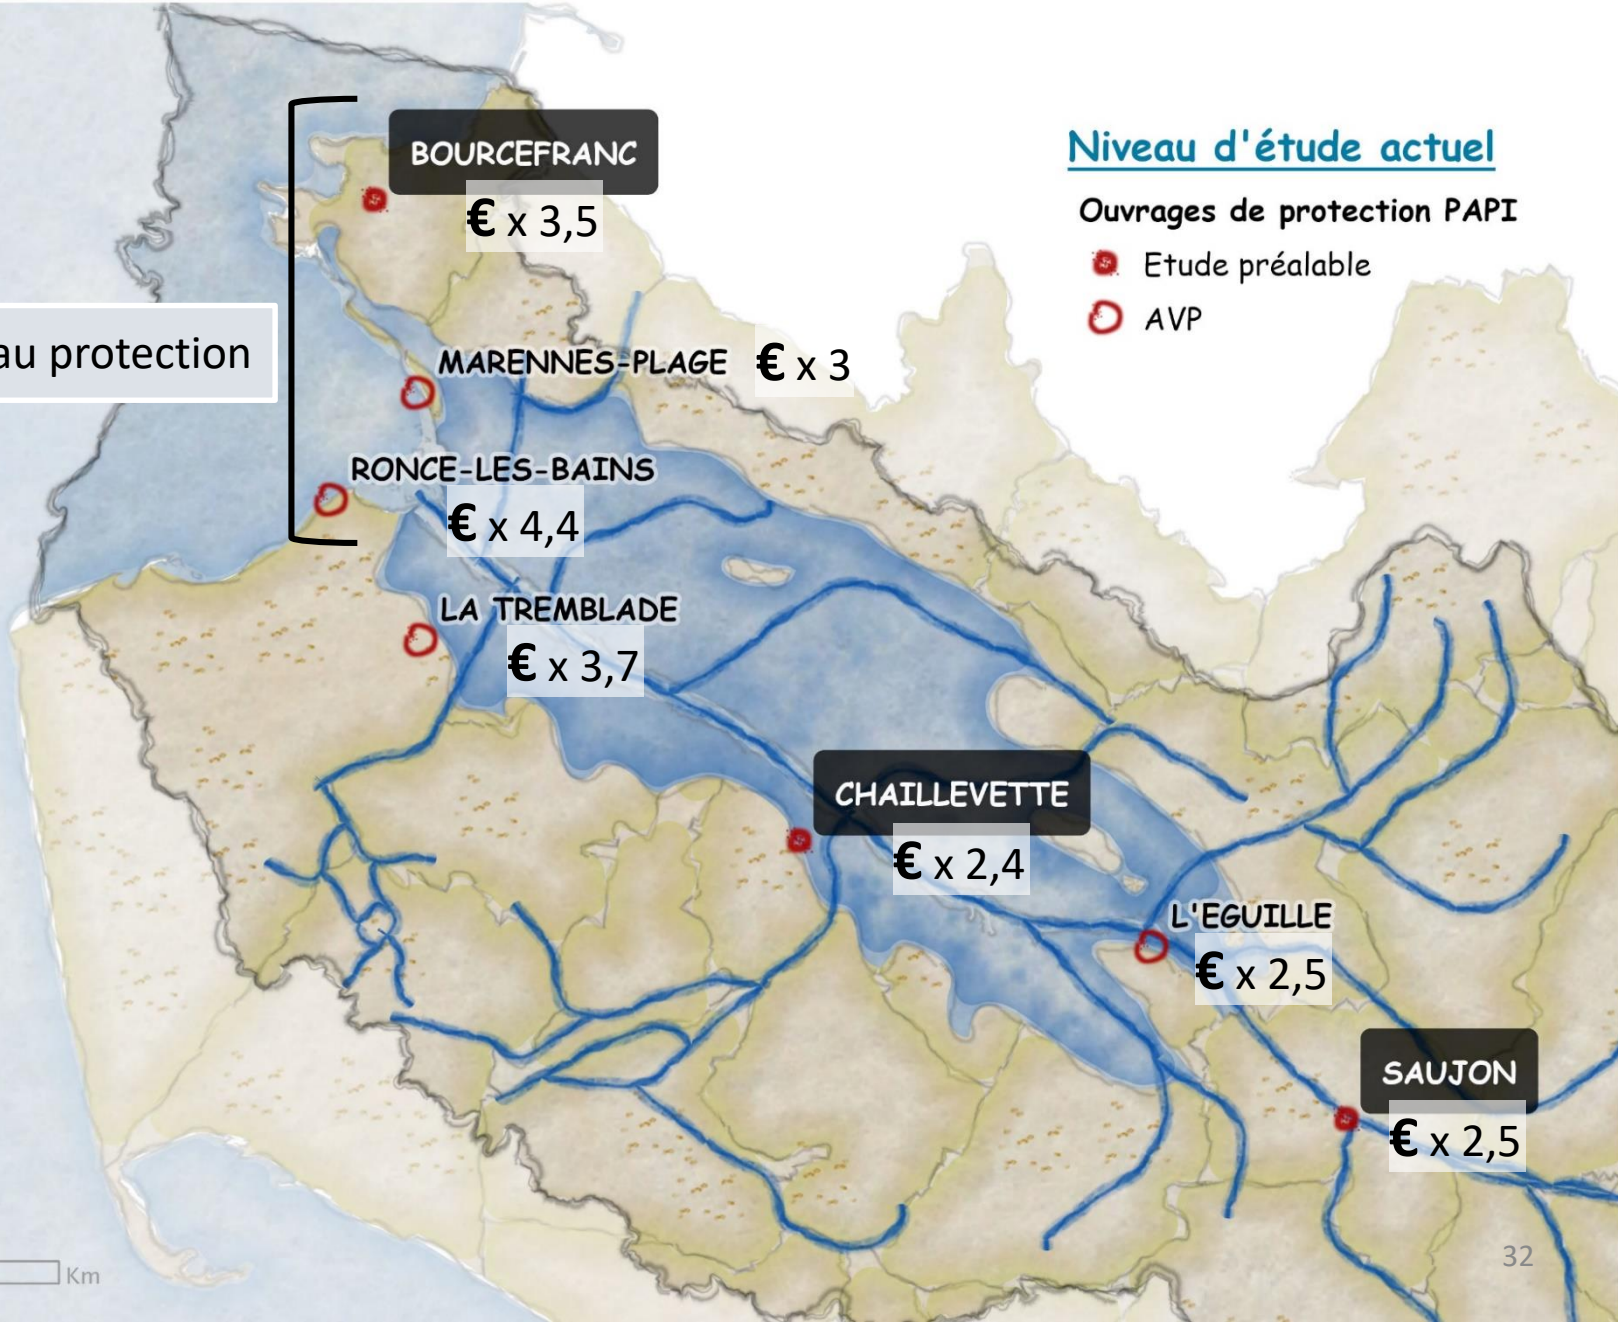 BOURCEFRANC
€ x 3,5
Niveau d'étude actuel
Ouvrages de protection PAPI
Etude préalable
AVP
au protection
MARENNES-PLAGE € x 3
RONCE-LES-BAINS
€ x 4,4
LA TREMBLADE
€ x 3,7
CHAILLEVETTE
€ x 2,4
L'EGUILLE
€ x 2,5
SAUJON
€ x 2,5
32
Km